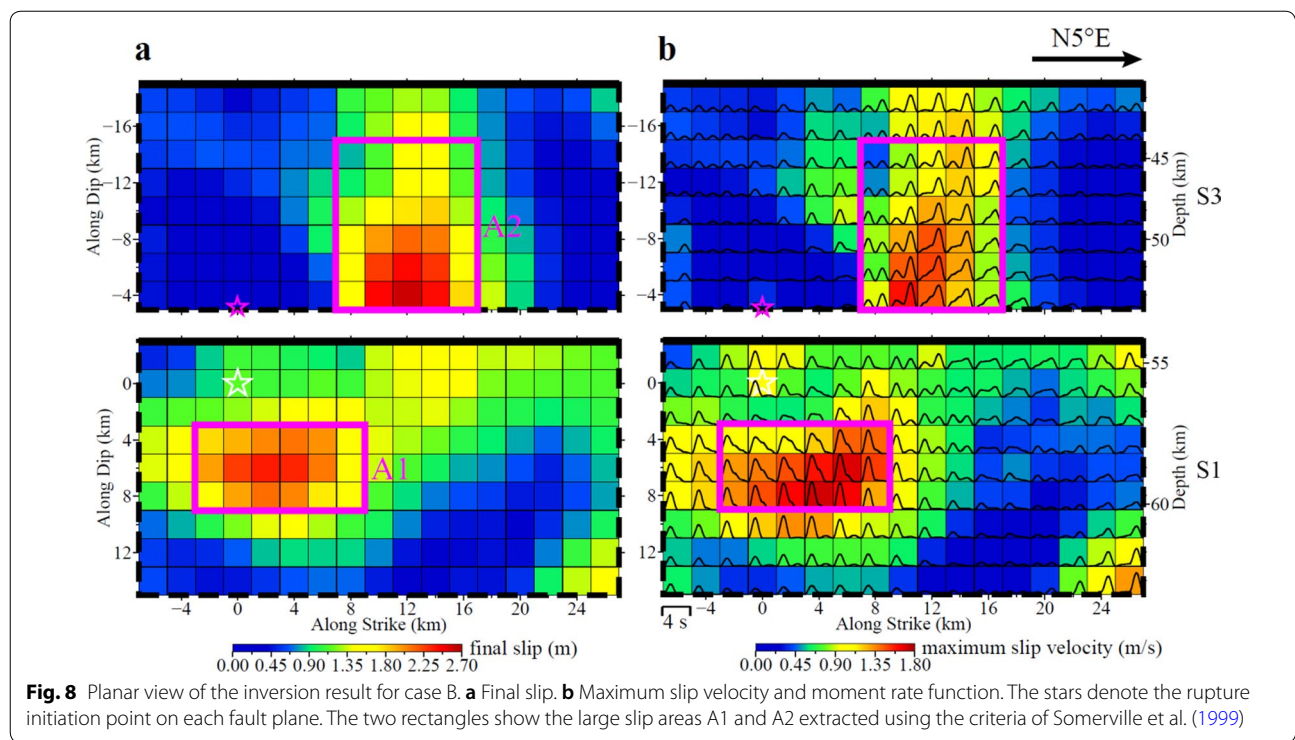 a
b
N5°E
Along Dip (km)
−16
−12
−8
−4
A2
−16
−12
−8
−4
−45
−50
Depth (km)
S3
0
4
8
12
A1
0
4
8
12
−55
−60
Depth (km)
S1
−4 0 4 8 12 16 20 24
Along Strike (km)
4 s
−4 0 4 8 12 16 20 24
Along Strike (km)
final slip (m)
0.00 0.45 0.90 1.35 1.80 2.25 2.70
maximum slip velocity (m/s)
0.00 0.45 0.90 1.35 1.80
Fig. 8 Planar view of the inversion result for case B. a Final slip. b Maximum slip velocity and moment rate function. The stars denote the rupture
initiation point on each fault plane. The two rectangles show the large slip areas A1 and A2 extracted using the criteria of Somerville et al. (1999)